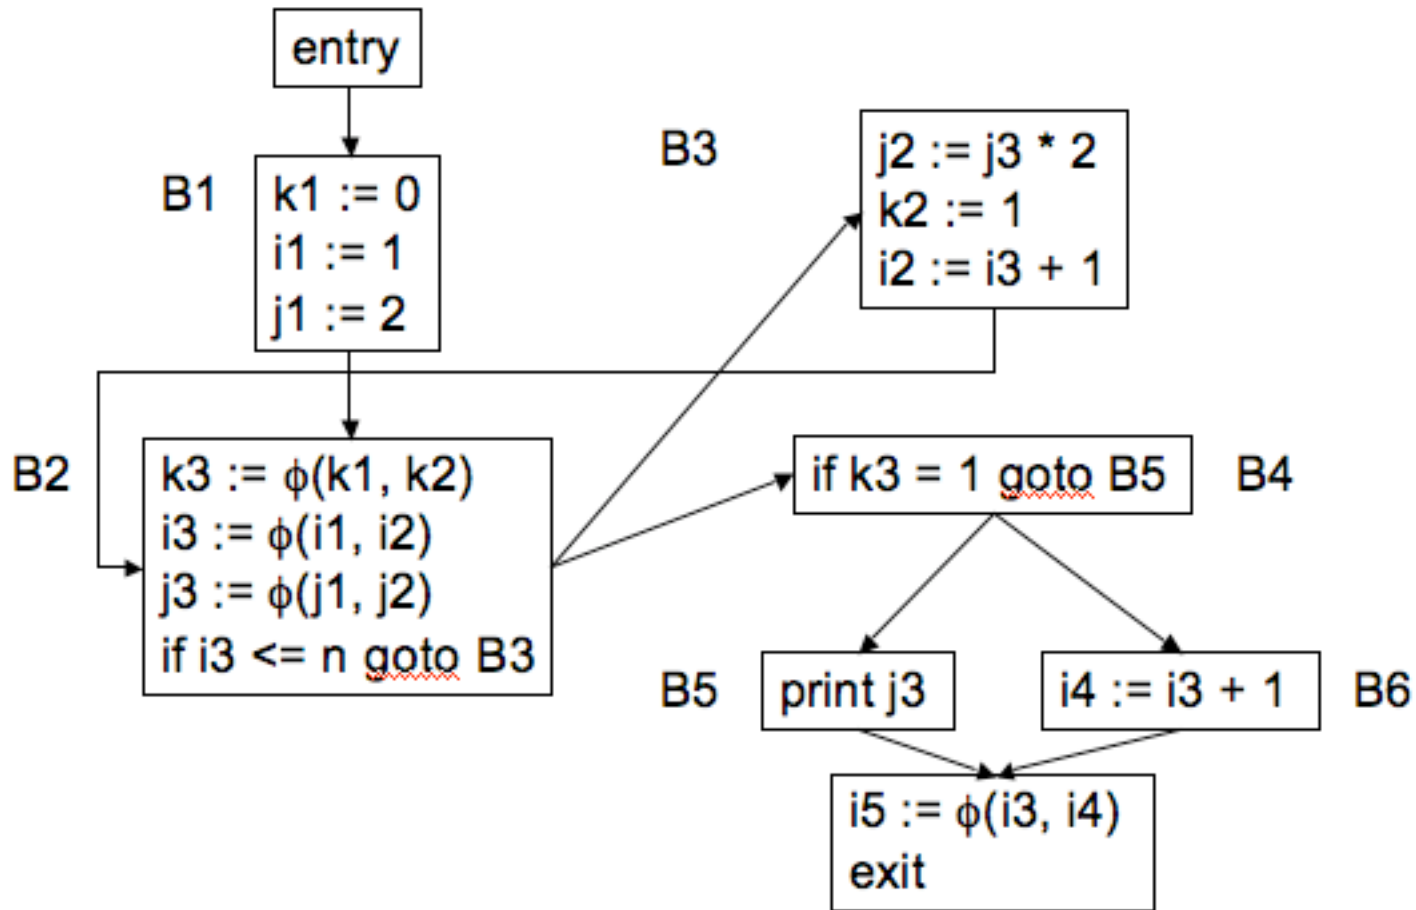 entry
B1
k1 := 0
i1 := 1
j1 := 2
B3
j2 := j3 * 2
k2 := 1
i2 := i3 + 1
B2
k3 := ϕ(k1, k2)
i3 := ϕ(i1, i2)
j3 := ϕ(j1, j2)
if i3 <= n goto B3
if k3 = 1 goto B5
B4
B5
print j3
i4 := i3 + 1
B6
i5 := ϕ(i3, i4)
exit